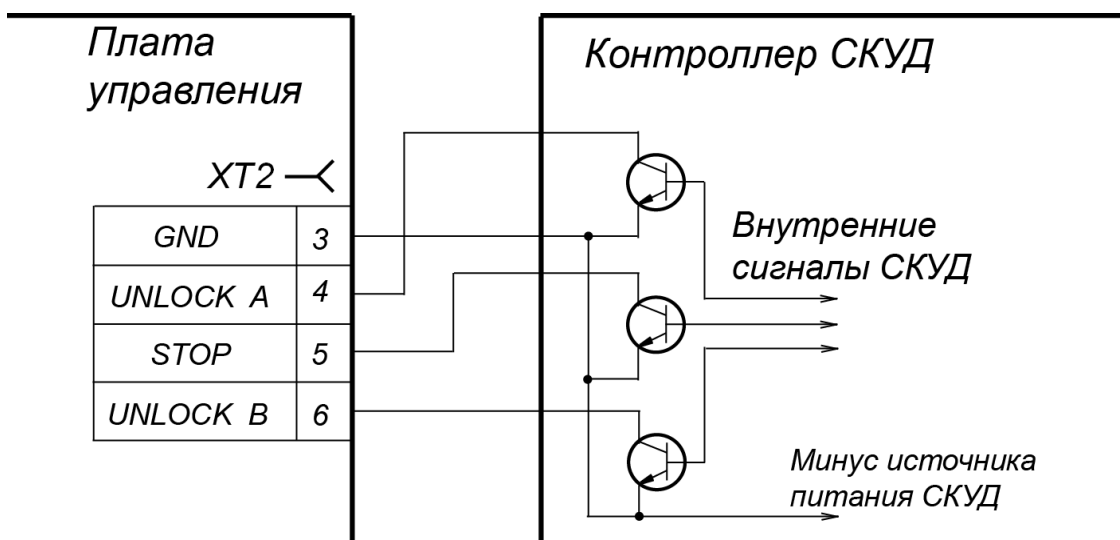 Плата
управления
Контроллер СКУД
XT2
GND 3
UNLOCK A 4
STOP 5
UNLOCK B 6
Внутренние
сигналы СКУД
Минус источника
питания СКУД